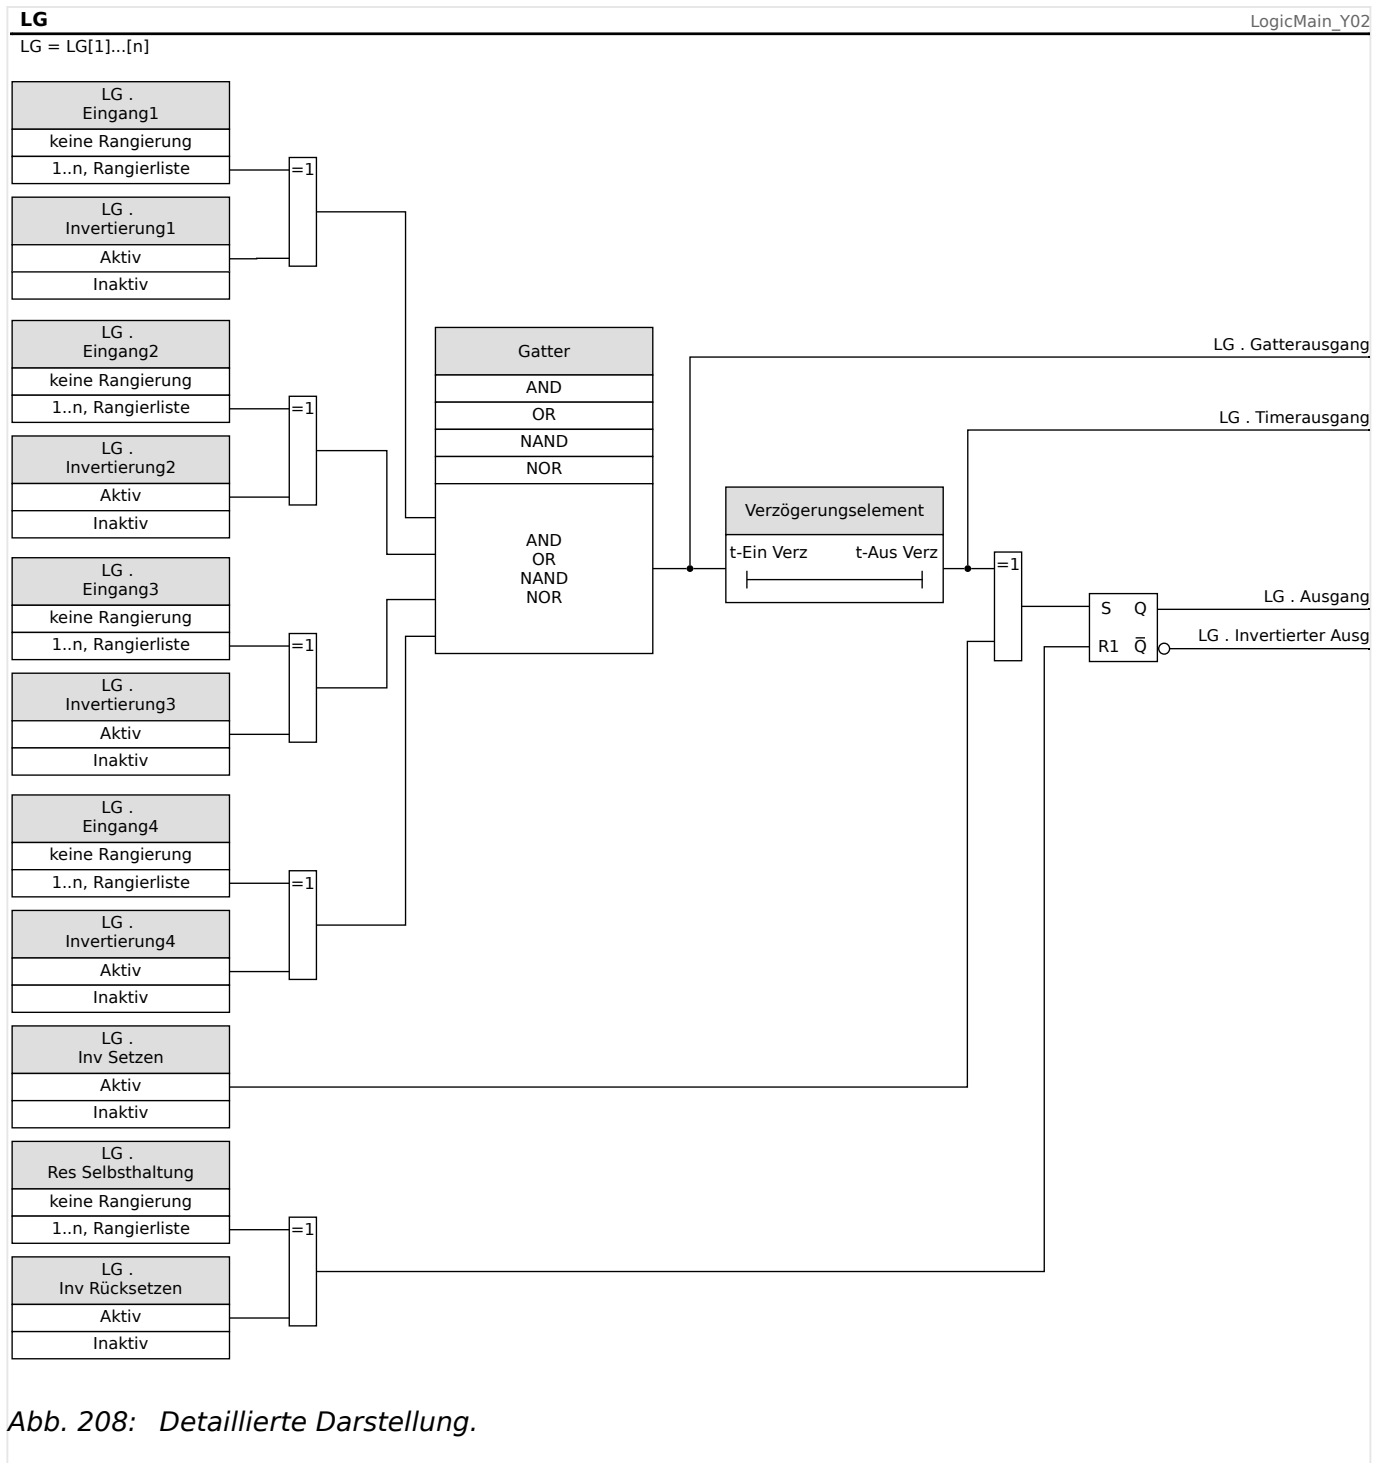 LG
LogicMain_Y02
LG = LG[1]...[n]
LG .
Eingang1
keine Rangierung
1..n, Rangierliste
=1
LG .
Invertierung1
Aktiv
Inaktiv
LG .
Eingang2
keine Rangierung
1..n, Rangierliste
=1
LG .
Invertierung2
Aktiv
Inaktiv
Gatter
AND
OR
NAND
NOR
AND
OR
NAND
NOR
LG . Gatterausgang
LG . Timerausgang
Verzögerungselement
t-Ein Verz t-Aus Verz
=1
S Q
R1 Q̅
LG . Ausgang
LG . Invertierter Ausg
LG .
Eingang3
keine Rangierung
1..n, Rangierliste
=1
LG .
Invertierung3
Aktiv
Inaktiv
LG .
Eingang4
keine Rangierung
1..n, Rangierliste
=1
LG .
Invertierung4
Aktiv
Inaktiv
LG .
Inv Setzen
Aktiv
Inaktiv
LG .
Res Selbsthaltung
keine Rangierung
1..n, Rangierliste
=1
LG .
Inv Rücksetzen
Aktiv
Inaktiv
Abb. 208: Detaillierte Darstellung.